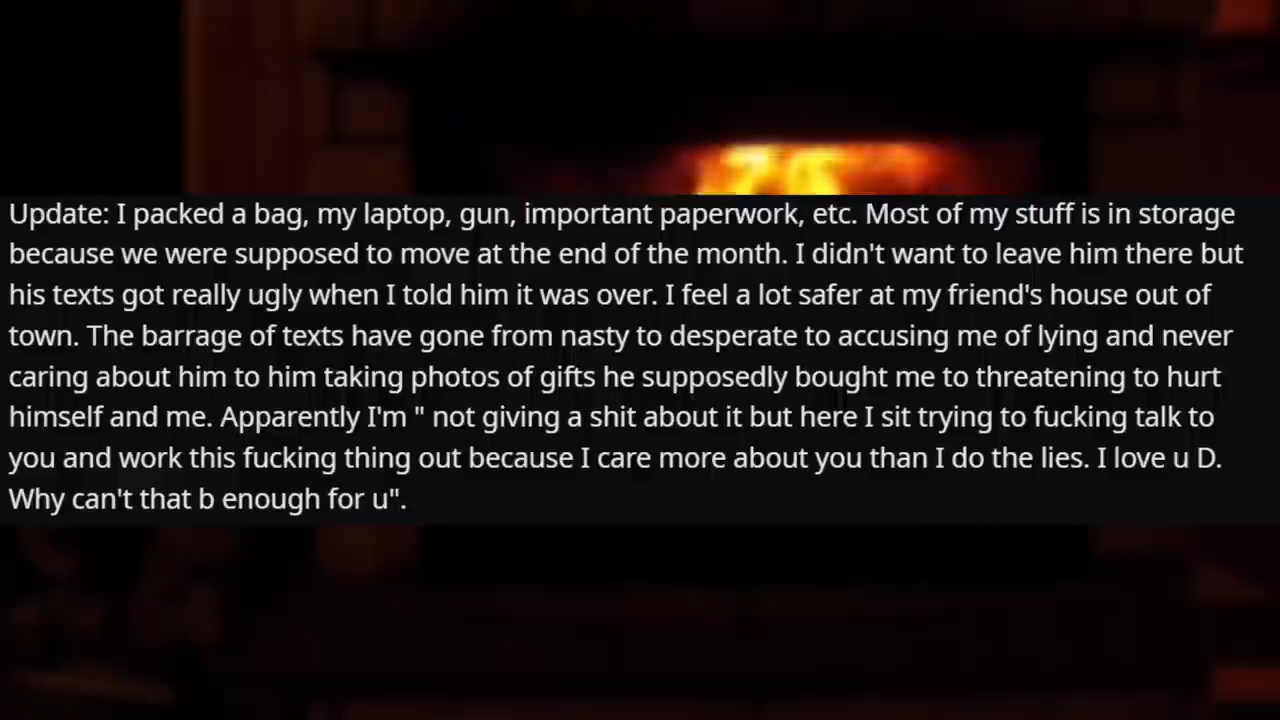 Update: I packed a bag, my laptop, gun, important paperwork, etc. Most of my stuff is in storage
because we were supposed to move at the end of the month. I didn't want to leave him there but
his texts got really ugly when I told him it was over. I feel a lot safer at my friend's house out of
town. The barrage of texts have gone from nasty to desperate to accusing me of lying and never
caring about him to him taking photos of gifts he supposedly bought me to threatening to hurt
himself and me. Apparently I'm " not giving a shit about it but here I sit trying to fucking talk to
you and work this fucking thing out because I care more about you than I do the lies. I love u D.
Why can't that b enough for u".